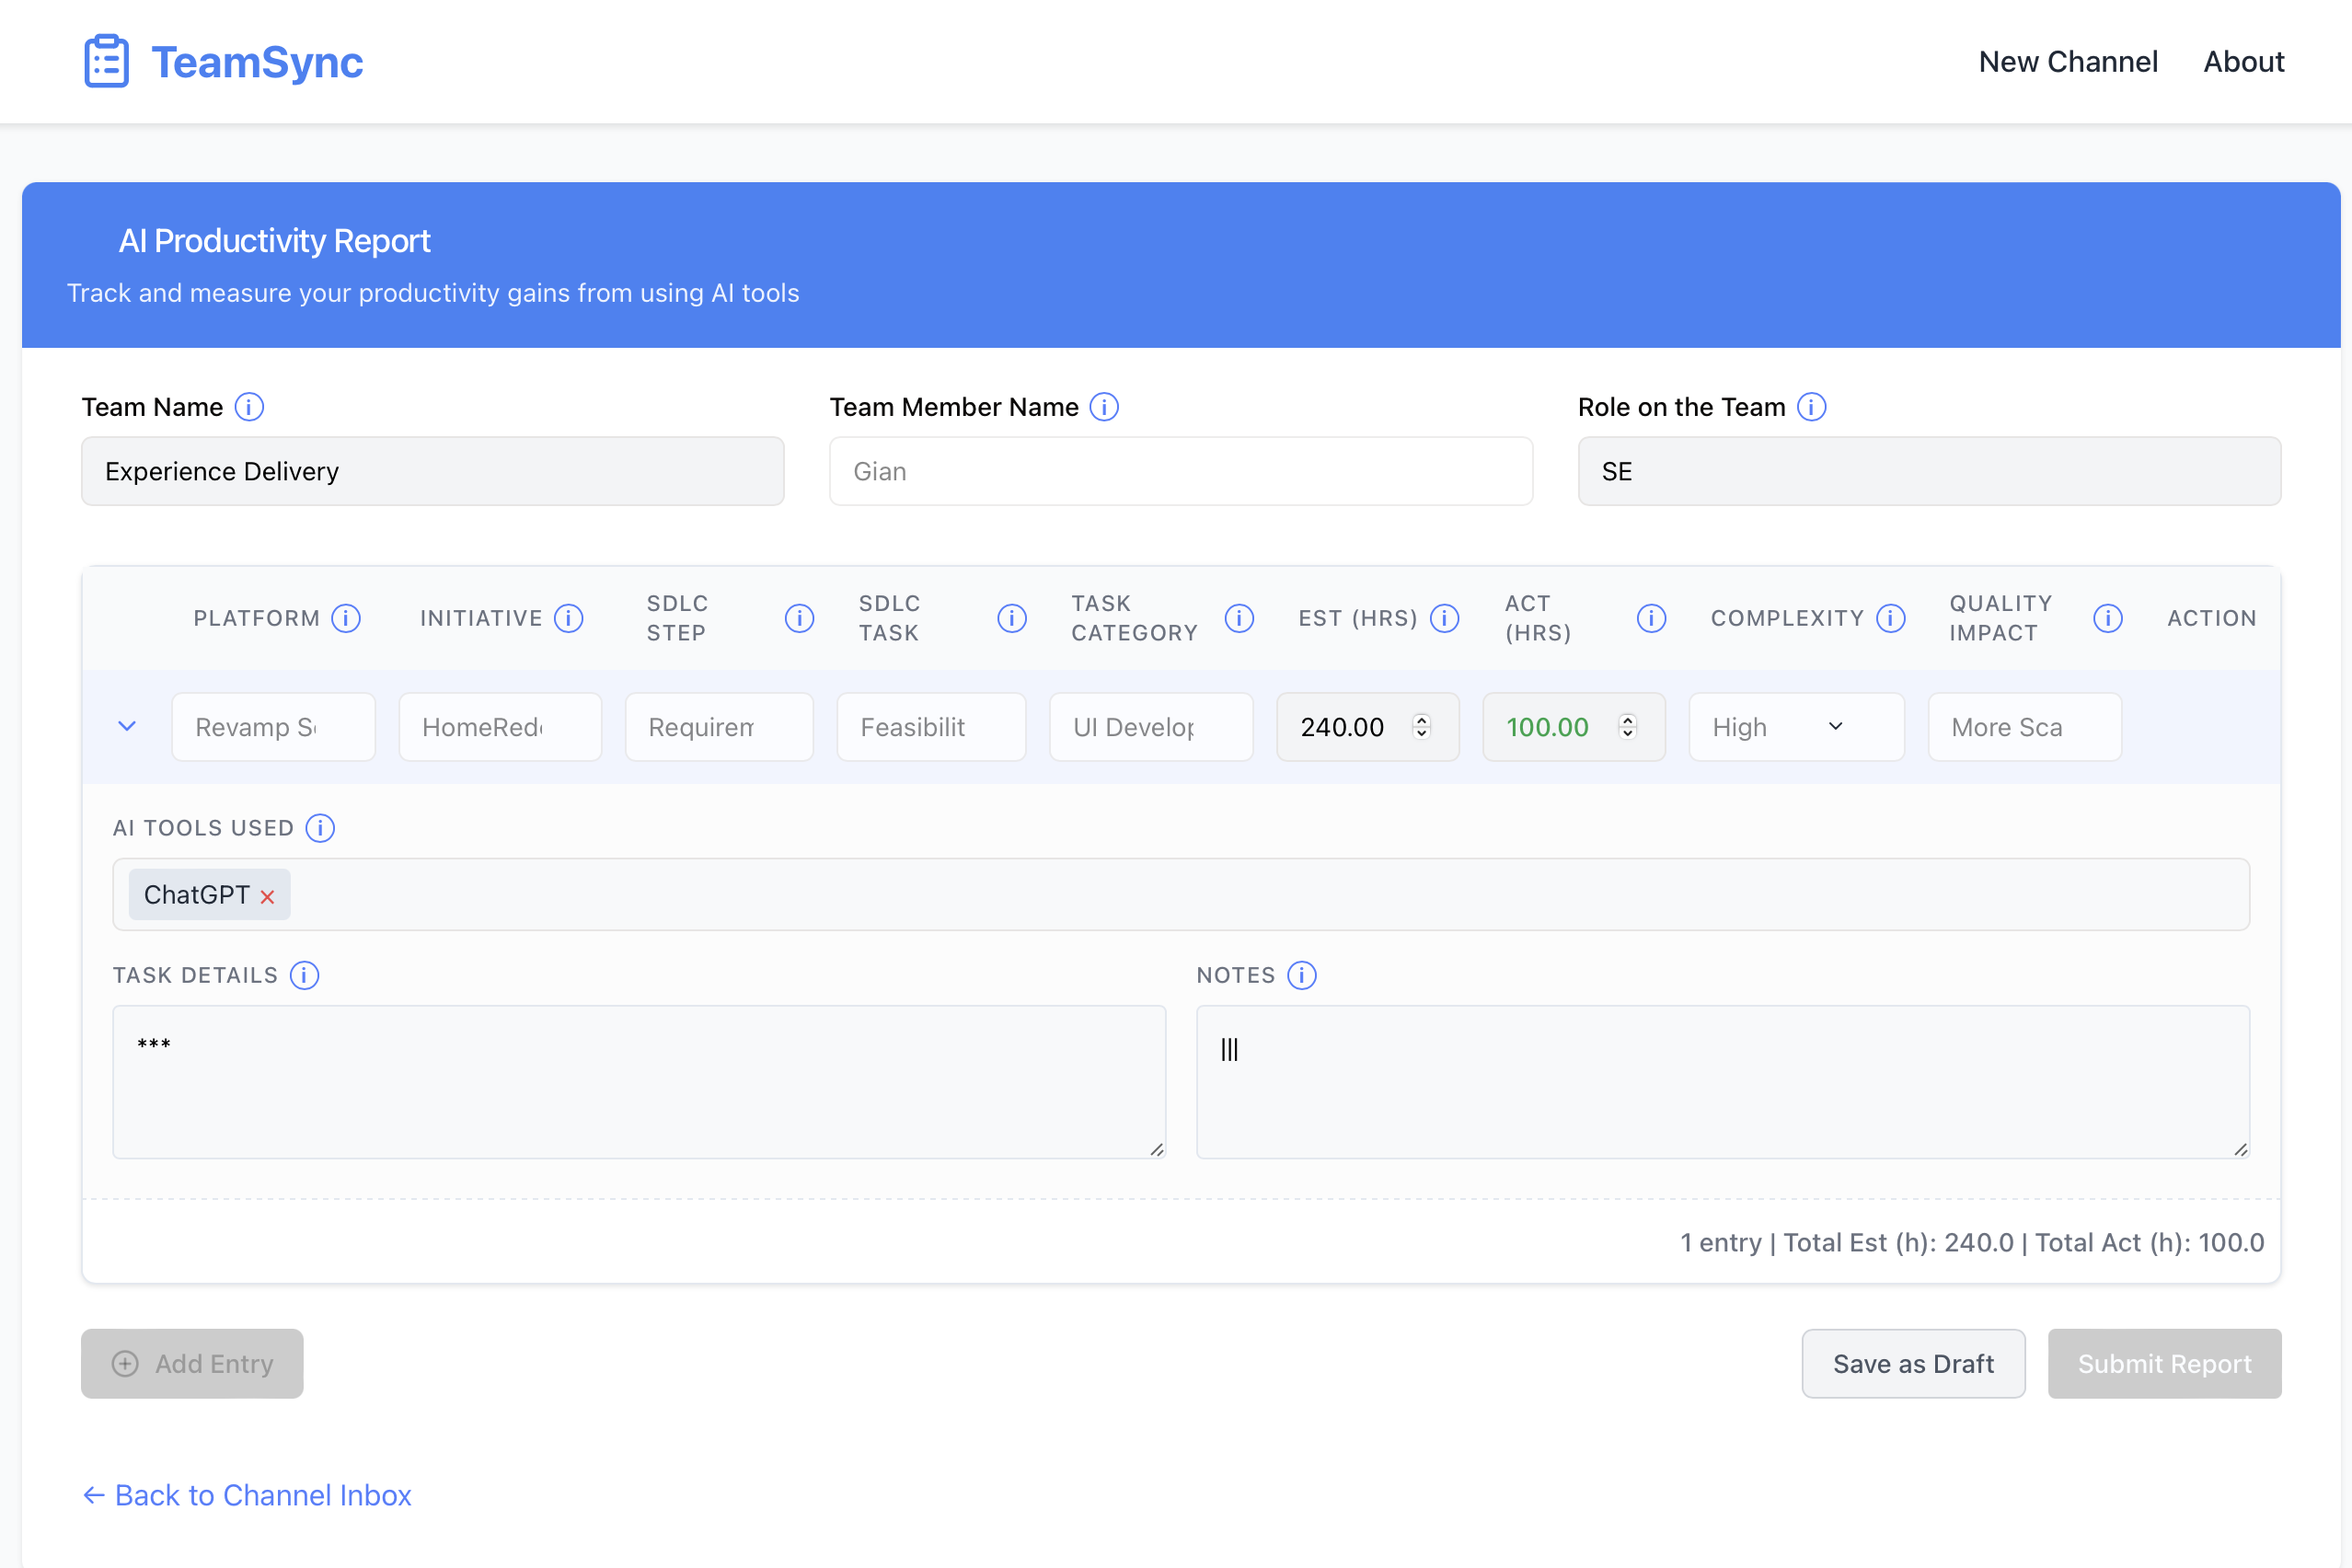 TeamSync
New Channel
About
AI Productivity Report
Track and measure your productivity gains from using AI tools
Team Name
Team Member Name
Role on the Team
Experience Delivery
Gian
SE
PLATFORM
INITIATIVE
SDLC STEP
SDLC TASK
TASK CATEGORY
EST (HRS)
ACT (HRS)
COMPLEXITY
QUALITY IMPACT
ACTION
Revamp S
HomeRed
Requirem
Feasibilit
UI Develop
240.00
100.00
High
More Sca
AI TOOLS USED
ChatGPT
TASK DETAILS
NOTES
***
|||
1 entry | Total Est (h): 240.0 | Total Act (h): 100.0
Add Entry
Save as Draft
Submit Report
← Back to Channel Inbox